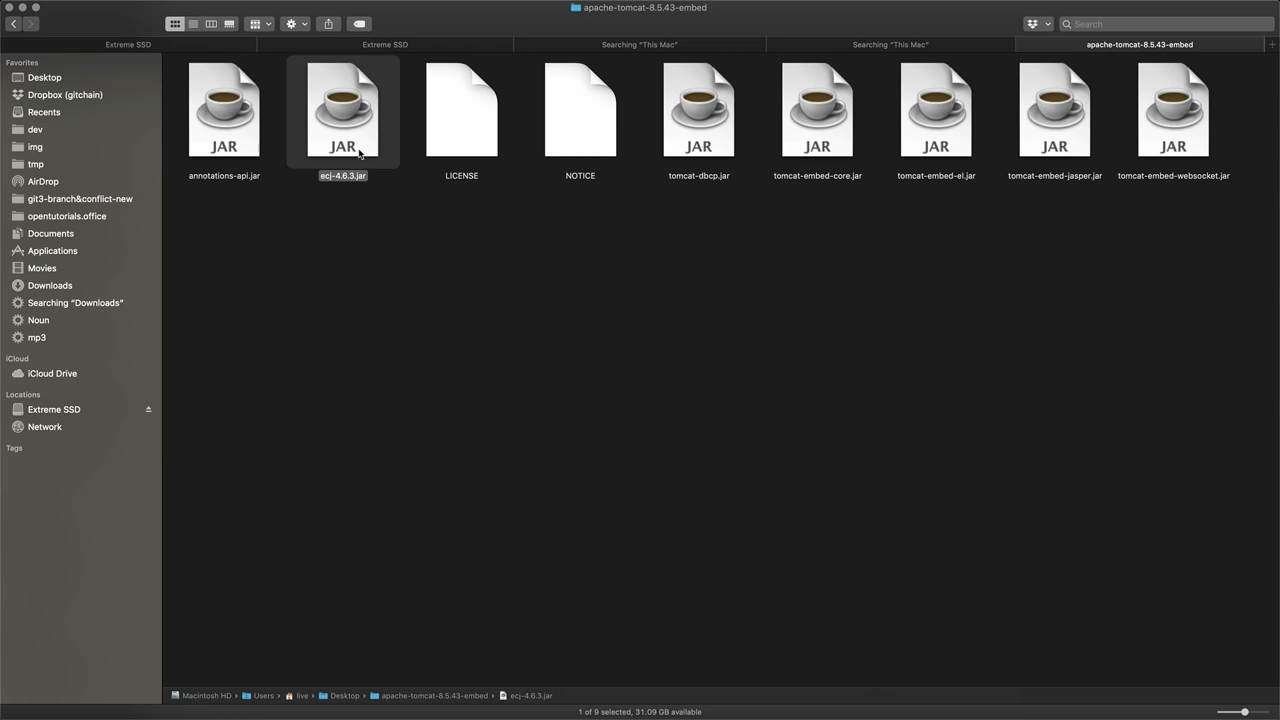 apache-tomcat-8.5.43-embed
Search
Extreme SSD
Extreme SSD
Searching “This Mac”
Searching “This Mac”
apache-tomcat-8.5.43-embed
Favorites
Desktop
Dropbox (gitchain)
Recents
dev
img
tmp
AirDrop
git3-branch&conflict-new
opentutorials.office
Documents
Applications
Movies
Downloads
Searching “Downloads”
Noun
mp3
iCloud
iCloud Drive
Locations
Extreme SSD
Network
Tags
JAR
annotations-api.jar
JAR
ecj-4.6.3.jar
LICENSE
NOTICE
JAR
tomcat-dbcp.jar
JAR
tomcat-embed-core.jar
JAR
tomcat-embed-el.jar
JAR
tomcat-embed-jasper.jar
JAR
tomcat-embed-websocket.jar
Macintosh HD › Users › live › Desktop › apache-tomcat-8.5.43-embed › ecj-4.6.3.jar
1 of 9 selected, 31.09 GB available